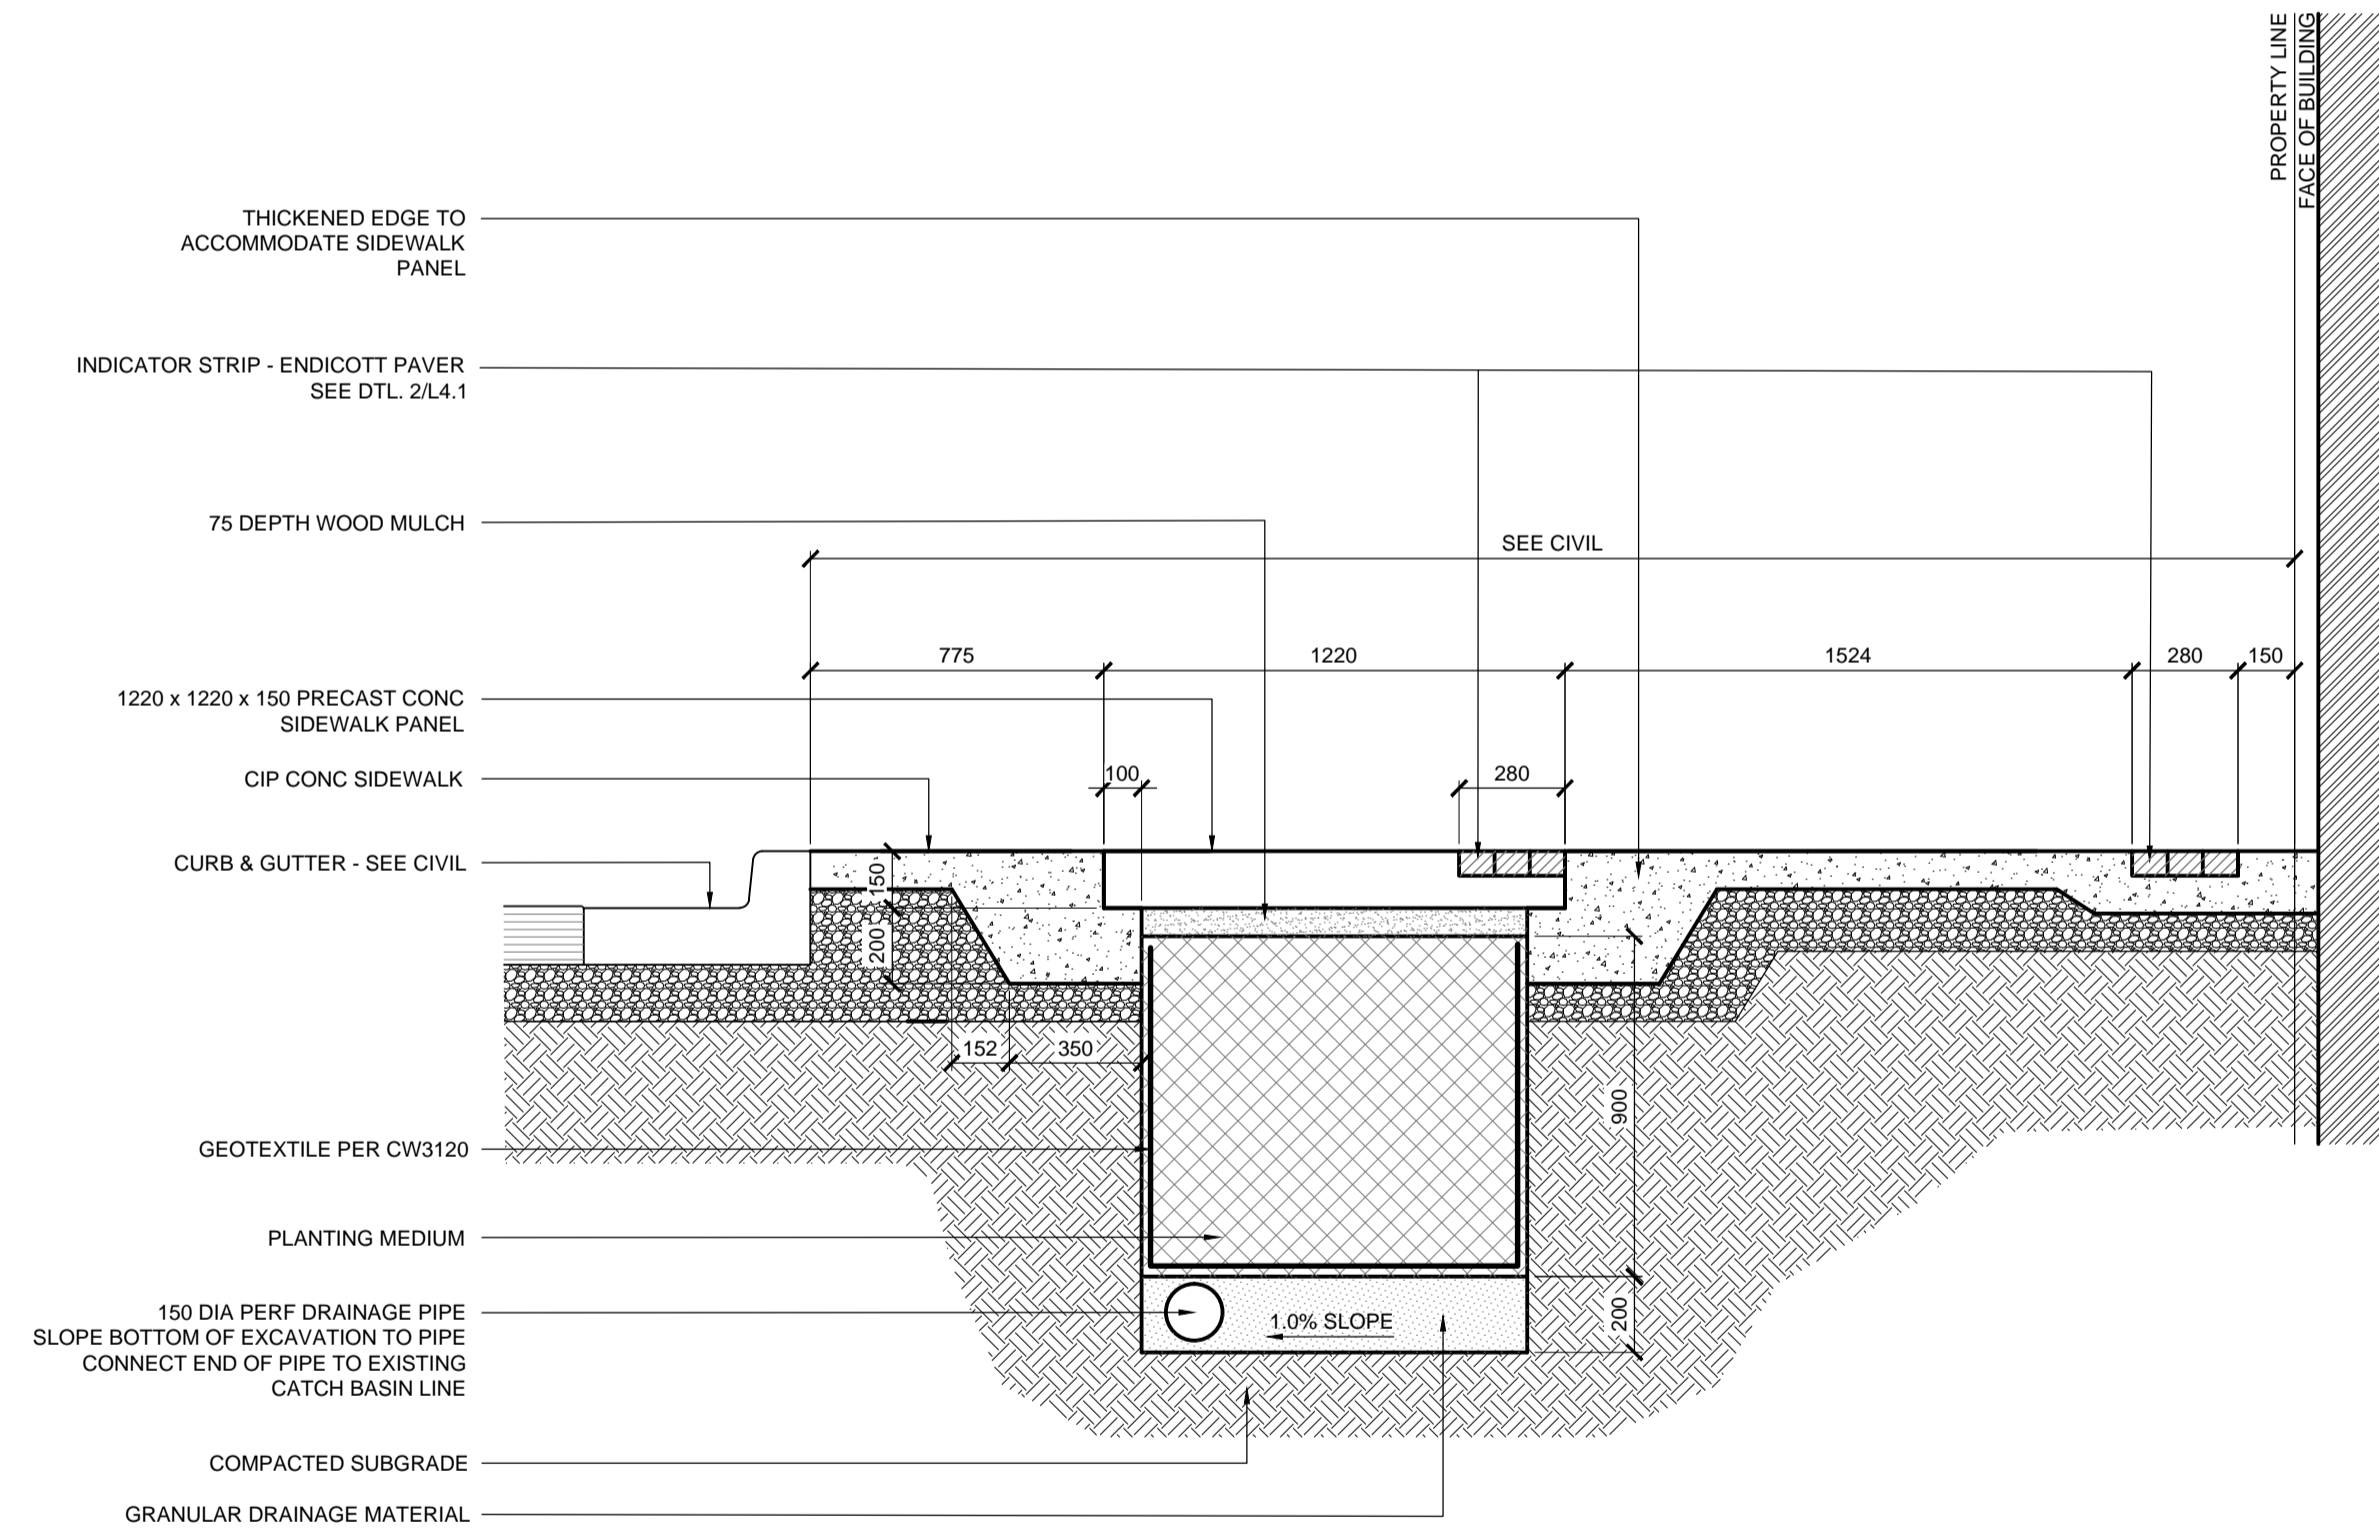 PROPERTY LINE
FACE OF BUILDING
THICKENED EDGE TO
ACCOMMODATE SIDEWALK
PANEL
INDICATOR STRIP - ENDICOTT PAVER
SEE DTL. 2/L4.1
75 DEPTH WOOD MULCH
SEE CIVIL
775
1220
1524
280
150
1220 x 1220 x 150 PRECAST CONC
SIDEWALK PANEL
CIP CONC SIDEWALK
100
280
CURB & GUTTER - SEE CIVIL
150
200
152
350
900
GEOTEXTILE PER CW3120
PLANTING MEDIUM
150 DIA PERF DRAINAGE PIPE
SLOPE BOTTOM OF EXCAVATION TO PIPE
CONNECT END OF PIPE TO EXISTING
CATCH BASIN LINE
1.0% SLOPE
200
COMPACTED SUBGRADE
GRANULAR DRAINAGE MATERIAL